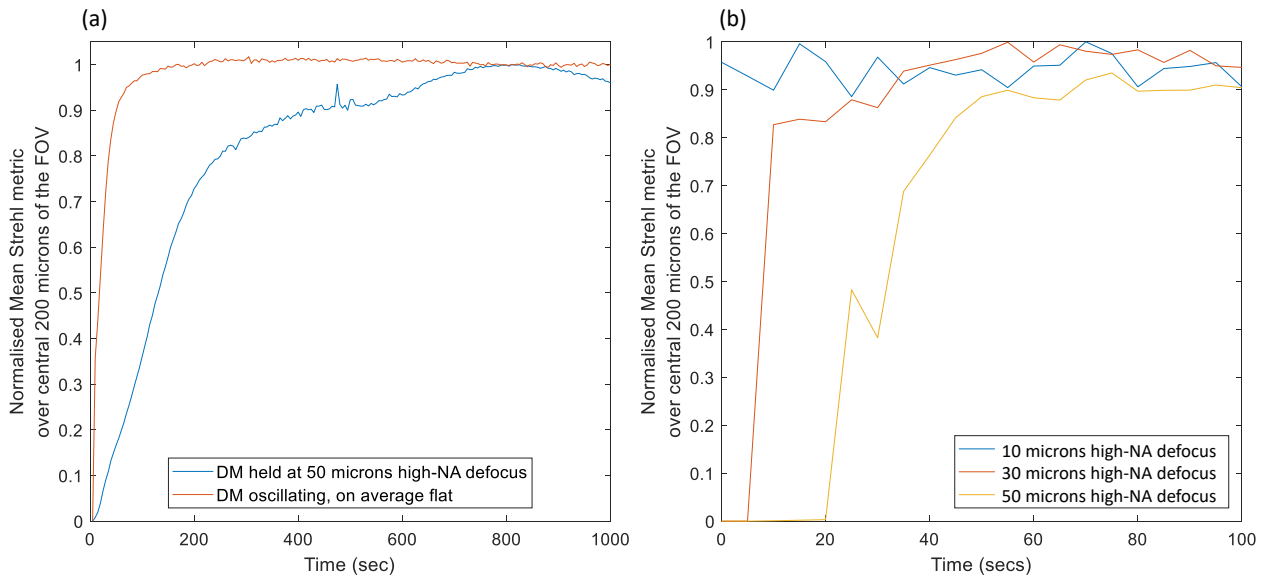 (a)
Normalised Mean Strehl metric
over central 200 microns of the FOV
1
0.9
0.8
0.7
0.6
0.5
0.4
0.3
0.2
0.1
0
0 200 400 600 800 1000
Time (sec)
DM held at 50 microns high-NA defocus
DM oscillating, on average flat
(b)
Normalised Mean Strehl metric
over central 200 microns of the FOV
1
0.9
0.8
0.7
0.6
0.5
0.4
0.3
0.2
0.1
0
0 20 40 60 80 100
Time (secs)
10 microns high-NA defocus
30 microns high-NA defocus
50 microns high-NA defocus